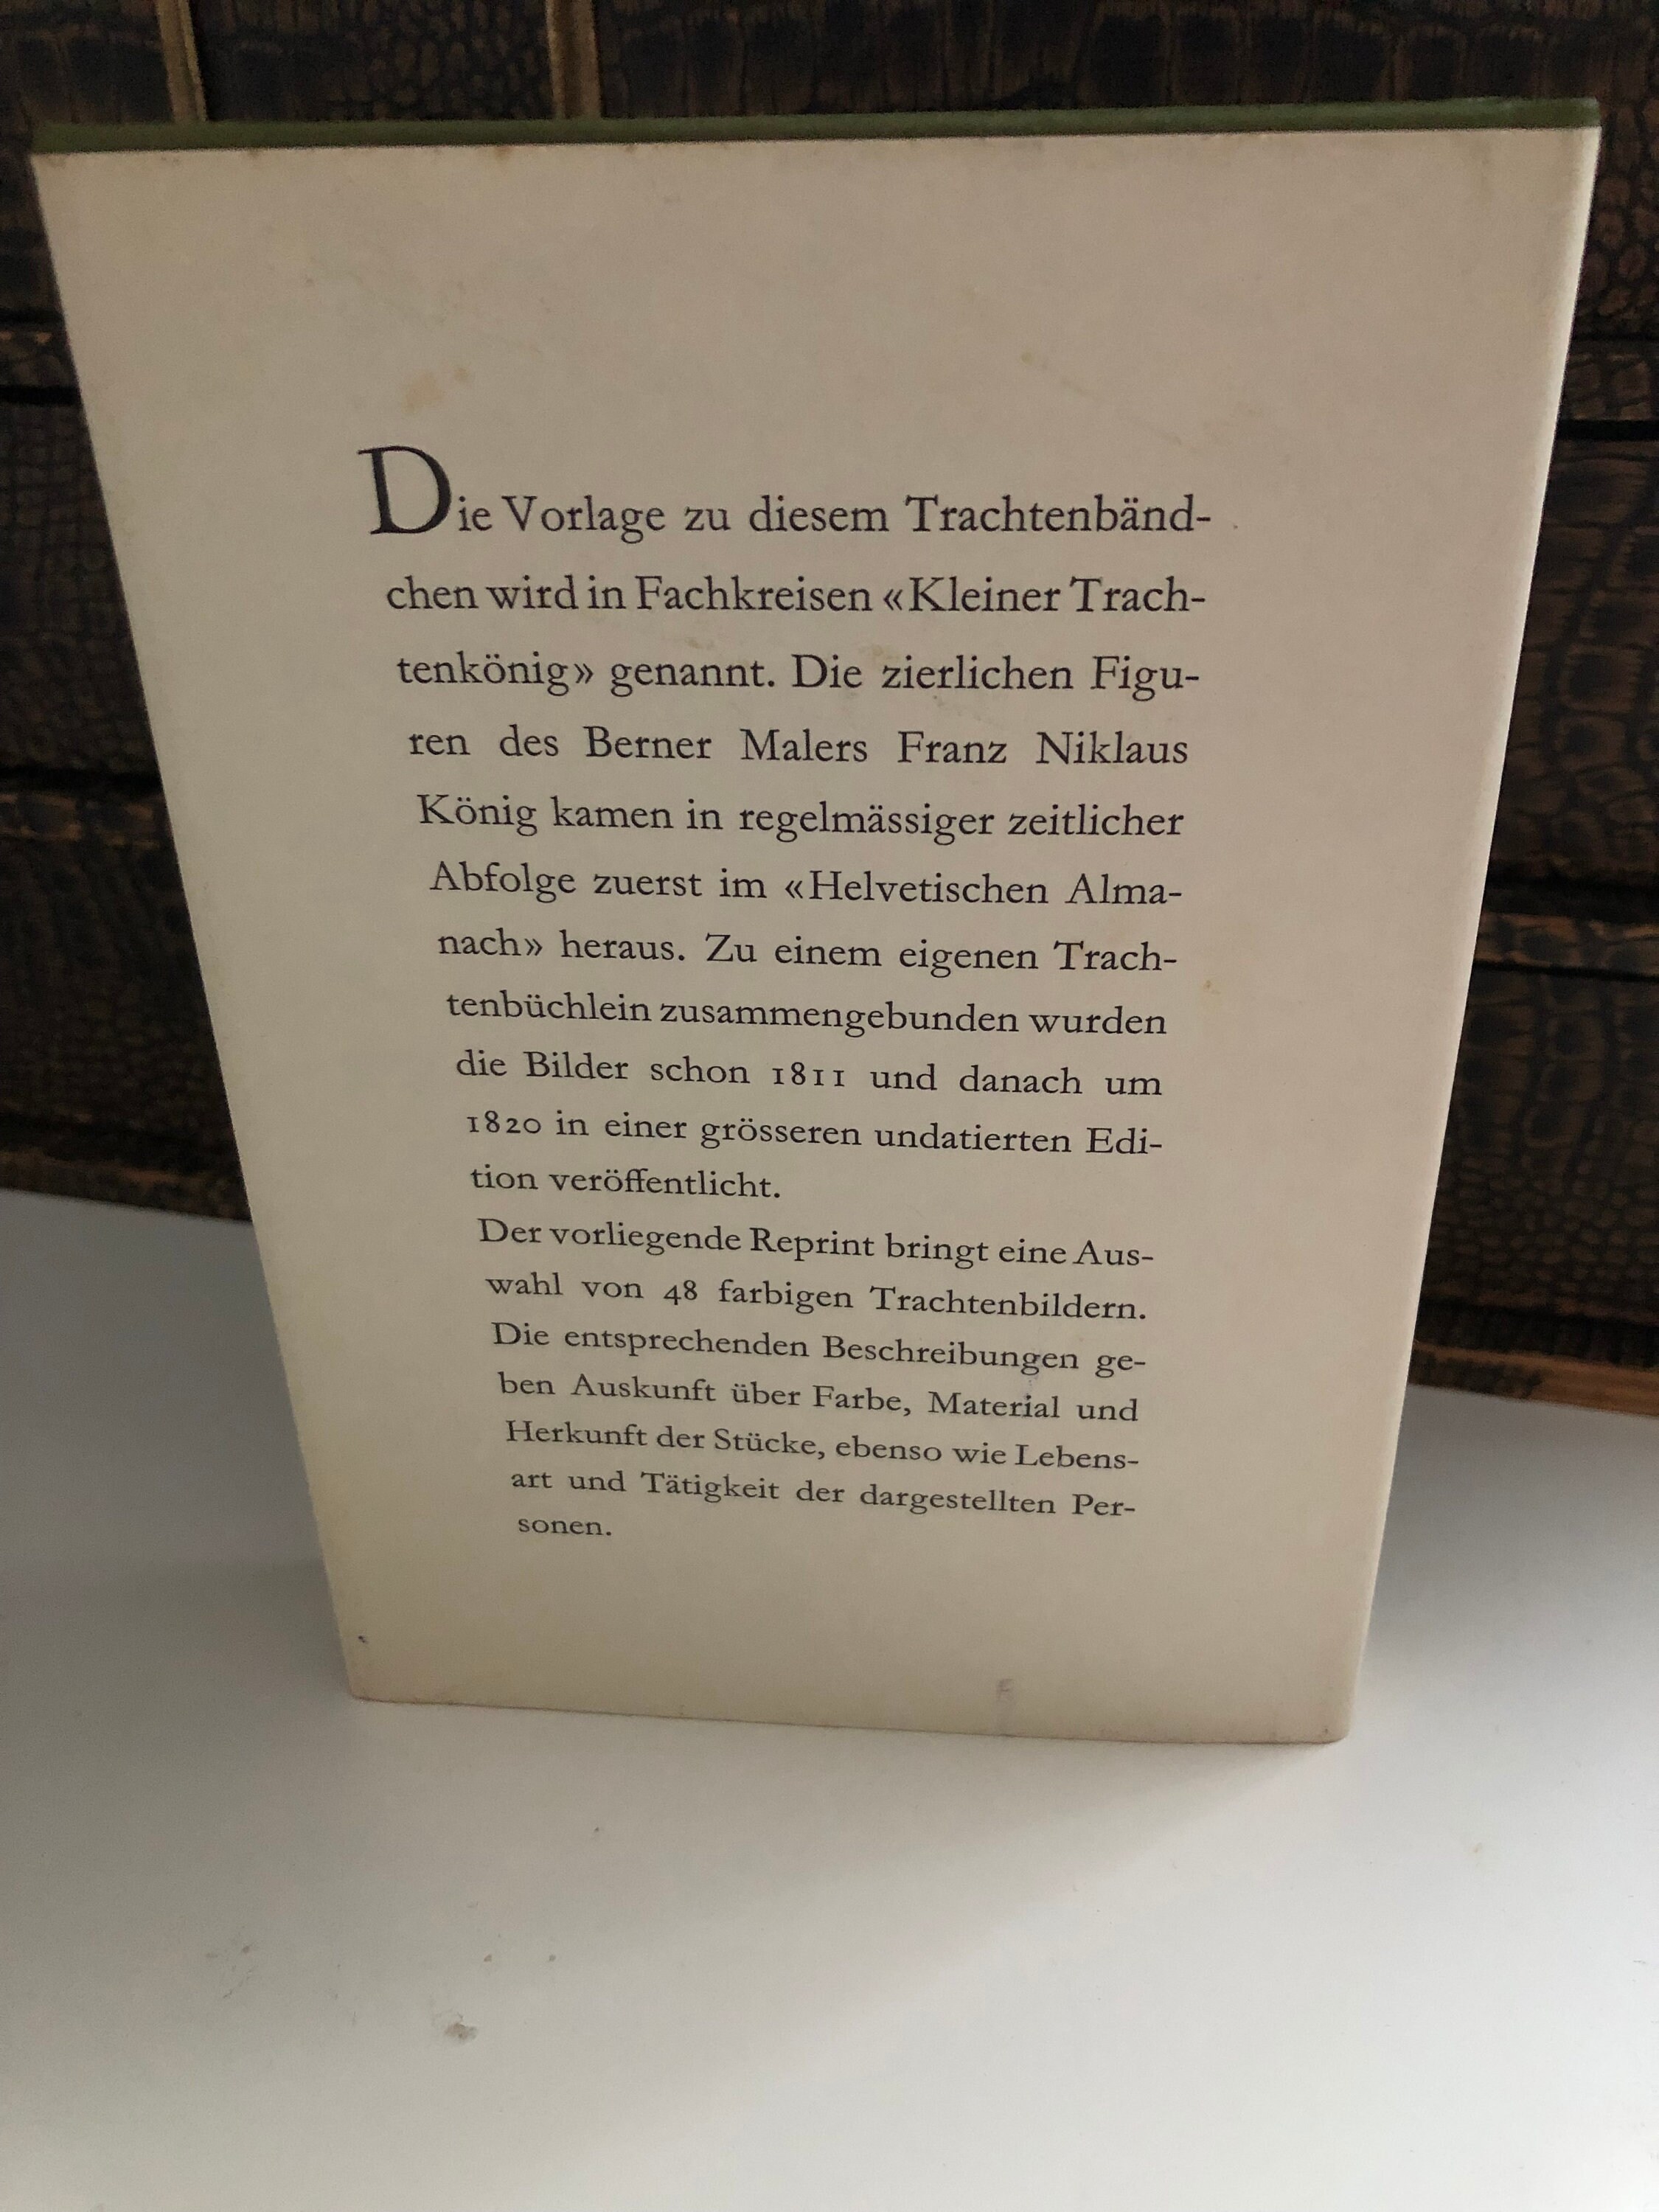 Die Vorlage zu diesem Trachtenbänd-
chen wird in Fachkreisen «Kleiner Trach-
tenkönig» genannt. Die zierlichen Figu-
ren des Berner Malers Franz Niklaus
König kamen in regelmässiger zeitlicher
Abfolge zuerst im «Helvetischen Alma-
nach» heraus. Zu einem eigenen Trach-
tenbüchlein zusammengebunden wurden
die Bilder schon 1811 und danach um
1820 in einer grösseren undatierten Edi-
tion veröffentlicht.
Der vorliegende Reprint bringt eine Aus-
wahl von 48 farbigen Trachtenbildern.
Die entsprechenden Beschreibungen ge-
ben Auskunft über Farbe, Material und
Herkunft der Stücke, ebenso wie Lebens-
art und Tätigkeit der dargestellten Per-
sonen.